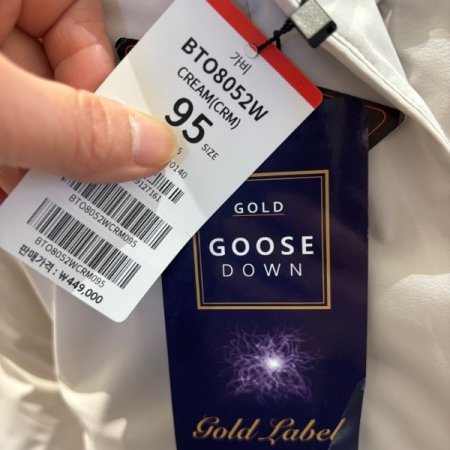 가비
BTO8052W
CREAM(CRM)
95
SIZE
BTO8052WCRM095
BTO8052WCRM095
판매가격 : ₩449,000
GOLD
GOOSE
DOWN
Gold Label